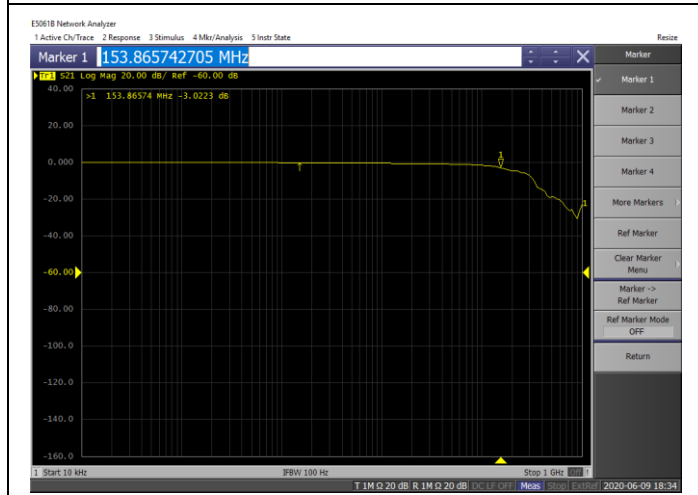 E5061B Network Analyzer
1 Active Ch/Trace 2 Response 3 Stimulus 4 Mkr/Analysis 5 Instr State Resize
Marker 1 153.865742705 MHz
Marker
Tr1 S21 Log Mag 20.00 dB/ Ref -60.00 dB
>1 153.86574 MHz -3.0223 dB
40.00
20.00
0.000
-20.00
-40.00
-60.00
-80.00
-100.0
-120.0
-140.0
-160.0
1
1
Marker 1
Marker 2
Marker 3
Marker 4
More Markers
Ref Marker
Clear Marker
Menu
Marker ->
Ref Marker
Ref Marker Mode
OFF
Return
1 Start 10 kHz IFBW 100 Hz Stop 1 GHz Off !
T 1M Ω 20 dB R 1M Ω 20 dB DC LF OFF Meas Stop ExtRef 2020-06-09 18:34